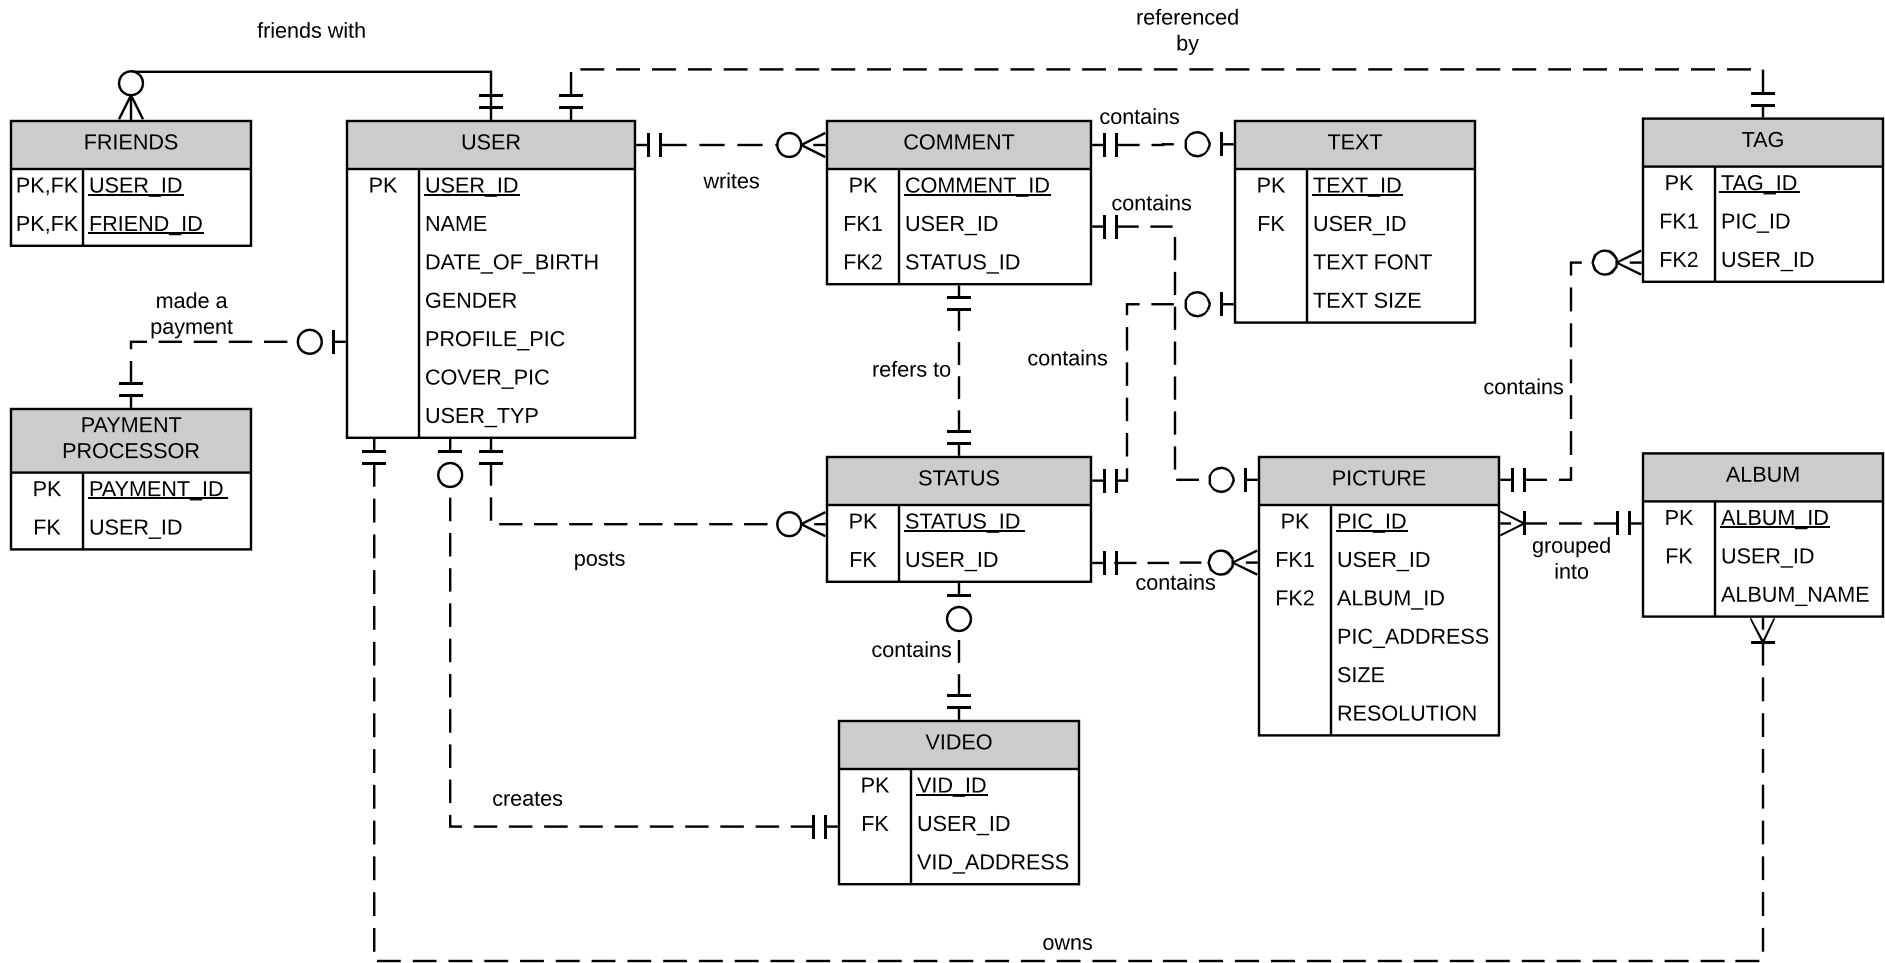 friends with
referenced
by
FRIENDS
PK,FK USER_ID
PK,FK FRIEND_ID
USER
PK USER_ID
NAME
DATE_OF_BIRTH
GENDER
PROFILE_PIC
COVER_PIC
USER_TYP
writes
COMMENT
PK COMMENT_ID
FK1 USER_ID
FK2 STATUS_ID
contains
contains
TEXT
PK TEXT_ID
FK USER_ID
TEXT FONT
TEXT SIZE
TAG
PK TAG_ID
FK1 PIC_ID
FK2 USER_ID
made a
payment
PAYMENT
PROCESSOR
PK PAYMENT_ID
FK USER_ID
refers to
contains
contains
posts
STATUS
PK STATUS_ID
FK USER_ID
contains
PICTURE
PK PIC_ID
FK1 USER_ID
FK2 ALBUM_ID
PIC_ADDRESS
SIZE
RESOLUTION
grouped
into
ALBUM
PK ALBUM_ID
FK USER_ID
ALBUM_NAME
contains
creates
VIDEO
PK VID_ID
FK USER_ID
VID_ADDRESS
owns